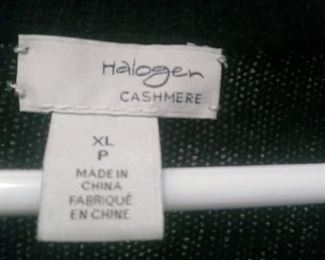 Halogen
CASHMERE
XL
P
MADE IN
CHINA
FABRIQUÉ
EN CHINE